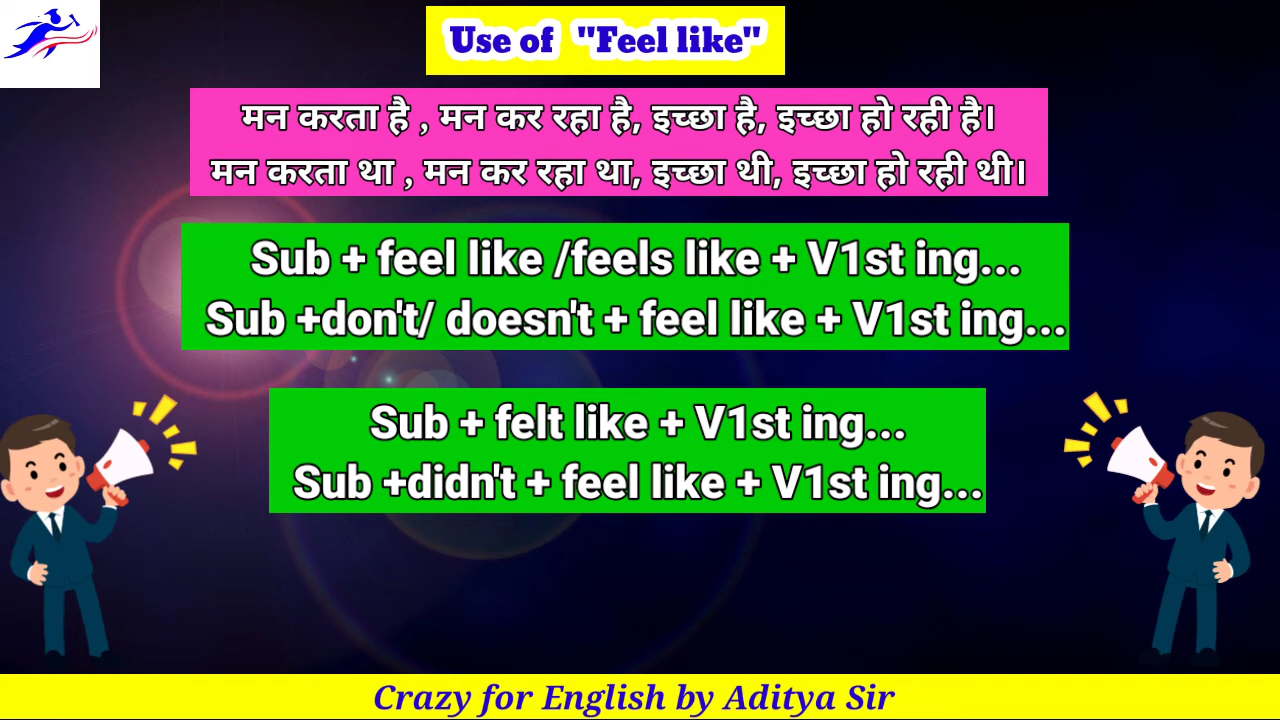 Use of "Feel like"
मन करता है , मन कर रहा है, इच्छा है, इच्छा हो रही है।
मन करता था , मन कर रहा था, इच्छा थी, इच्छा हो रही थी।
Sub + feel like /feels like + V1st ing...
Sub +don't/ doesn't + feel like + V1st ing...
Sub + felt like + V1st ing...
Sub +didn't + feel like + V1st ing...
Crazy for English by Aditya Sir